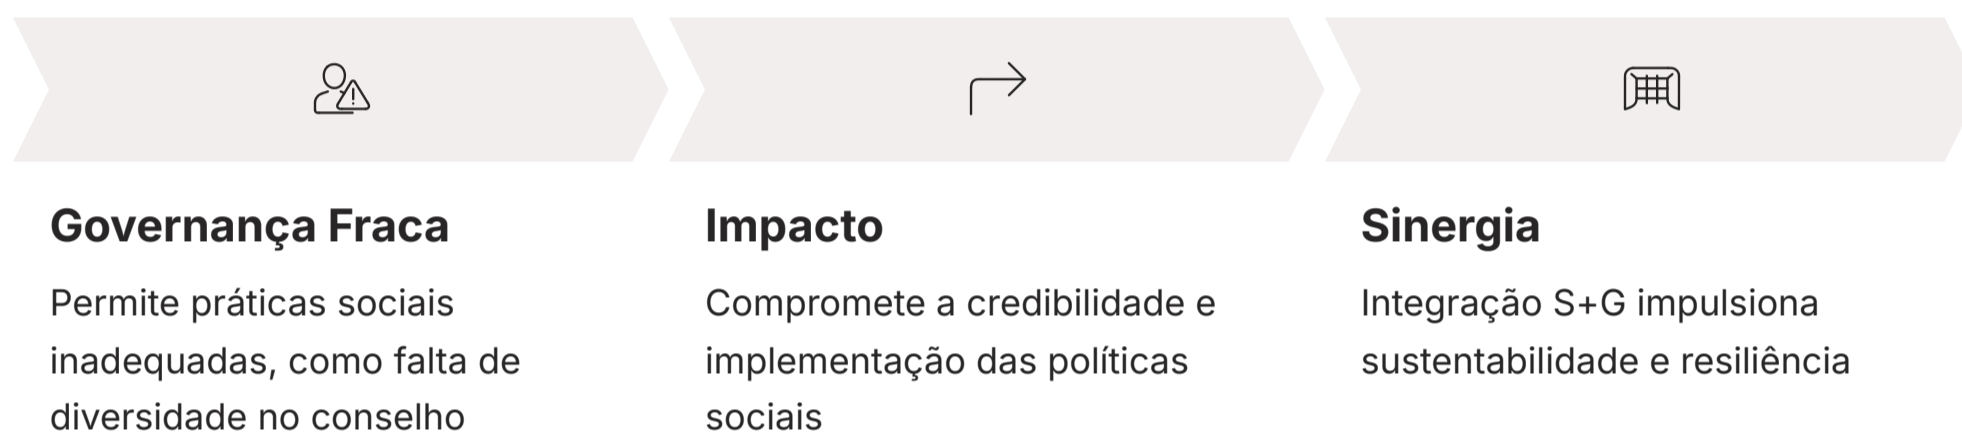 Governança Fraca
Permite práticas sociais
inadequadas, como falta de
diversidade no conselho
Impacto
Compromete a credibilidade e
implementação das políticas
sociais
Sinergia
Integração S+G impulsiona
sustentabilidade e resiliência